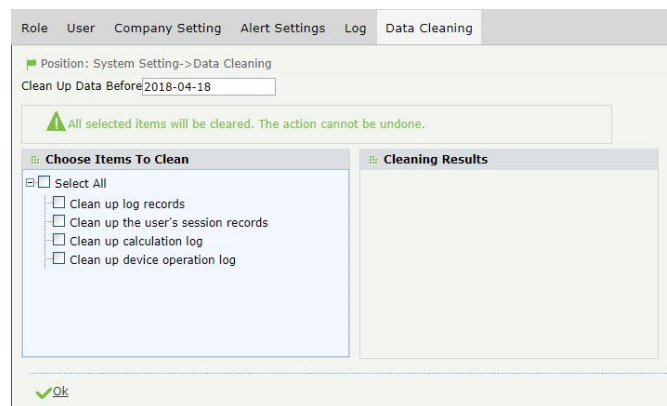 Role User Company Setting Alert Settings Log Data Cleaning
Position: System Setting->Data Cleaning
Clean Up Data Before 2018-04-18
All selected items will be cleared. The action cannot be undone.
Choose Items To Clean
Select All
Clean up log records
Clean up the user's session records
Clean up calculation log
Clean up device operation log
Cleaning Results
Ok